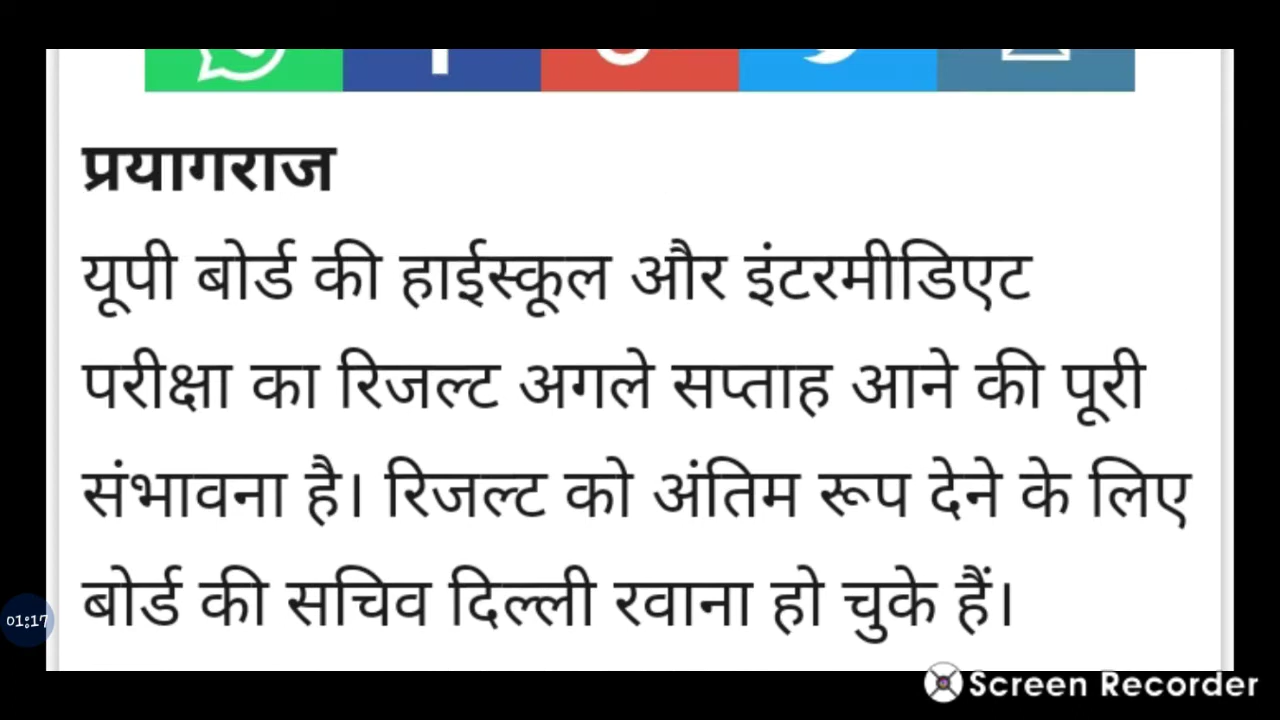 प्रयागराज
यूपी बोर्ड की हाईस्कूल और इंटरमीडिएट
परीक्षा का रिजल्ट अगले सप्ताह आने की पूरी
संभावना है। रिजल्ट को अंतिम रूप देने के लिए
बोर्ड की सचिव दिल्ली रवाना हो चुके हैं।
01:17
Screen Recorder